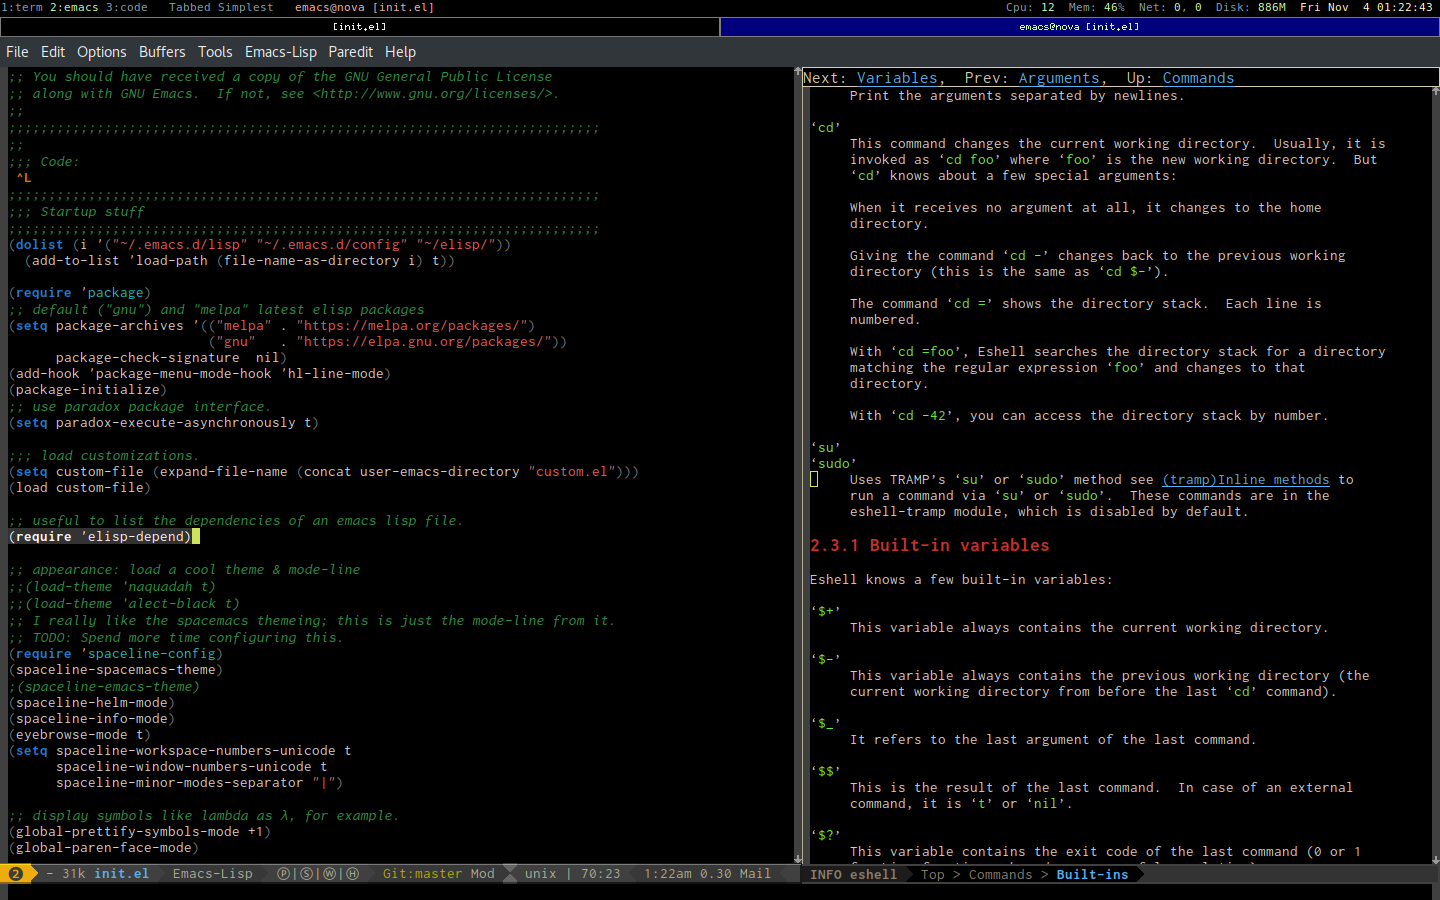 1:term 2:emacs 3:code   Tabbed Simplest   emacs@nova [init.el]   Cpu: 12  Mem: 46%  Net: 0, 0  Disk: 886M  Fri Nov  4 01:22:43
[init.el]   emacs@nova [init.el]
File Edit Options Buffers Tools Emacs-Lisp Paredit Help
;; You should have received a copy of the GNU General Public License
;; along with GNU Emacs.  If not, see <http://www.gnu.org/licenses/>.
;;
;;;;;;;;;;;;;;;;;;;;;;;;;;;;;;;;;;;;;;;;;;;;;;;;;;;;;;;;;;;;;;;;;;;;;;;;;;;
;;
;;; Code:
^L
;;;;;;;;;;;;;;;;;;;;;;;;;;;;;;;;;;;;;;;;;;;;;;;;;;;;;;;;;;;;;;;;;;;;;;;;;;;
;;; Startup stuff
;;;;;;;;;;;;;;;;;;;;;;;;;;;;;;;;;;;;;;;;;;;;;;;;;;;;;;;;;;;;;;;;;;;;;;;;;;;
(dolist (i '("~/.emacs.d/lisp" "~/.emacs.d/config" "~/elisp/"))
  (add-to-list 'load-path (file-name-as-directory i) t))
(require 'package)
;; default ("gnu") and "melpa" latest elisp packages
(setq package-archives '(("melpa" . "https://melpa.org/packages/")
                         ("gnu"   . "https://elpa.gnu.org/packages/"))
      package-check-signature  nil)
(add-hook 'package-menu-mode-hook 'hl-line-mode)
(package-initialize)
;; use paradox package interface.
(setq paradox-execute-asynchronously t)
;;; load customizations.
(setq custom-file (expand-file-name (concat user-emacs-directory "custom.el")))
(load custom-file)
;; useful to list the dependencies of an emacs lisp file.
(require 'elisp-depend)
;; appearance: load a cool theme & mode-line
;;(load-theme 'naquadah t)
;;(load-theme 'alect-black t)
;; I really like the spacemacs themeing; this is just the mode-line from it.
;; TODO: Spend more time configuring this.
(require 'spaceline-config)
(spaceline-spacemacs-theme)
;(spaceline-emacs-theme)
(spaceline-helm-mode)
(spaceline-info-mode)
(eyebrowse-mode t)
(setq spaceline-workspace-numbers-unicode t
      spaceline-window-numbers-unicode t
      spaceline-minor-modes-separator "|")
;; display symbols like lambda as λ, for example.
(global-prettify-symbols-mode +1)
(global-paren-face-mode)
❷ - 31k init.el  Emacs-Lisp  Ⓟ|Ⓢ|Ⓦ|Ⓗ  Git:master Mod  unix | 70:23  1:22am 0.30 Mail
Next: Variables,  Prev: Arguments,  Up: Commands
Print the arguments separated by newlines.
‘cd’
This command changes the current working directory.  Usually, it is
invoked as ‘cd foo’ where ‘foo’ is the new working directory.  But
‘cd’ knows about a few special arguments:
When it receives no argument at all, it changes to the home
directory.
Giving the command ‘cd -’ changes back to the previous working
directory (this is the same as ‘cd $-’).
The command ‘cd =’ shows the directory stack.  Each line is
numbered.
With ‘cd =foo’, Eshell searches the directory stack for a directory
matching the regular expression ‘foo’ and changes to that
directory.
With ‘cd -42’, you can access the directory stack by number.
‘su’
‘sudo’
Uses TRAMP’s ‘su’ or ‘sudo’ method see (tramp)Inline methods to
run a command via ‘su’ or ‘sudo’.  These commands are in the
eshell-tramp module, which is disabled by default.
2.3.1 Built-in variables
Eshell knows a few built-in variables:
‘$+’
This variable always contains the current working directory.
‘$-’
This variable always contains the previous working directory (the
current working directory from before the last ‘cd’ command).
‘$_’
It refers to the last argument of the last command.
‘$$’
This is the result of the last command.  In case of an external
command, it is ‘t’ or ‘nil’.
‘$?’
This variable contains the exit code of the last command (0 or 1
INFO eshell  Top > Commands > Built-ins